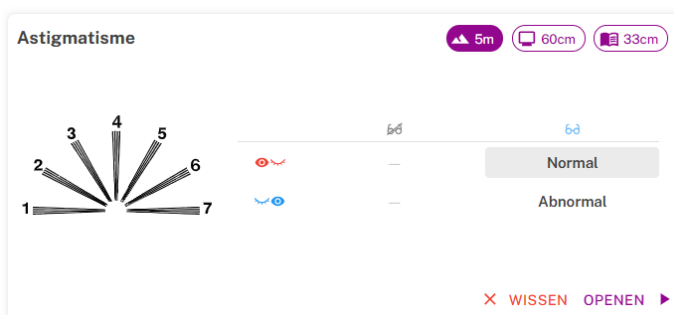 Astigmatisme
5m 60cm 33cm
4
3 5
2 6
1 7
— Normal
— Abnormal
WISSEN OPENEN